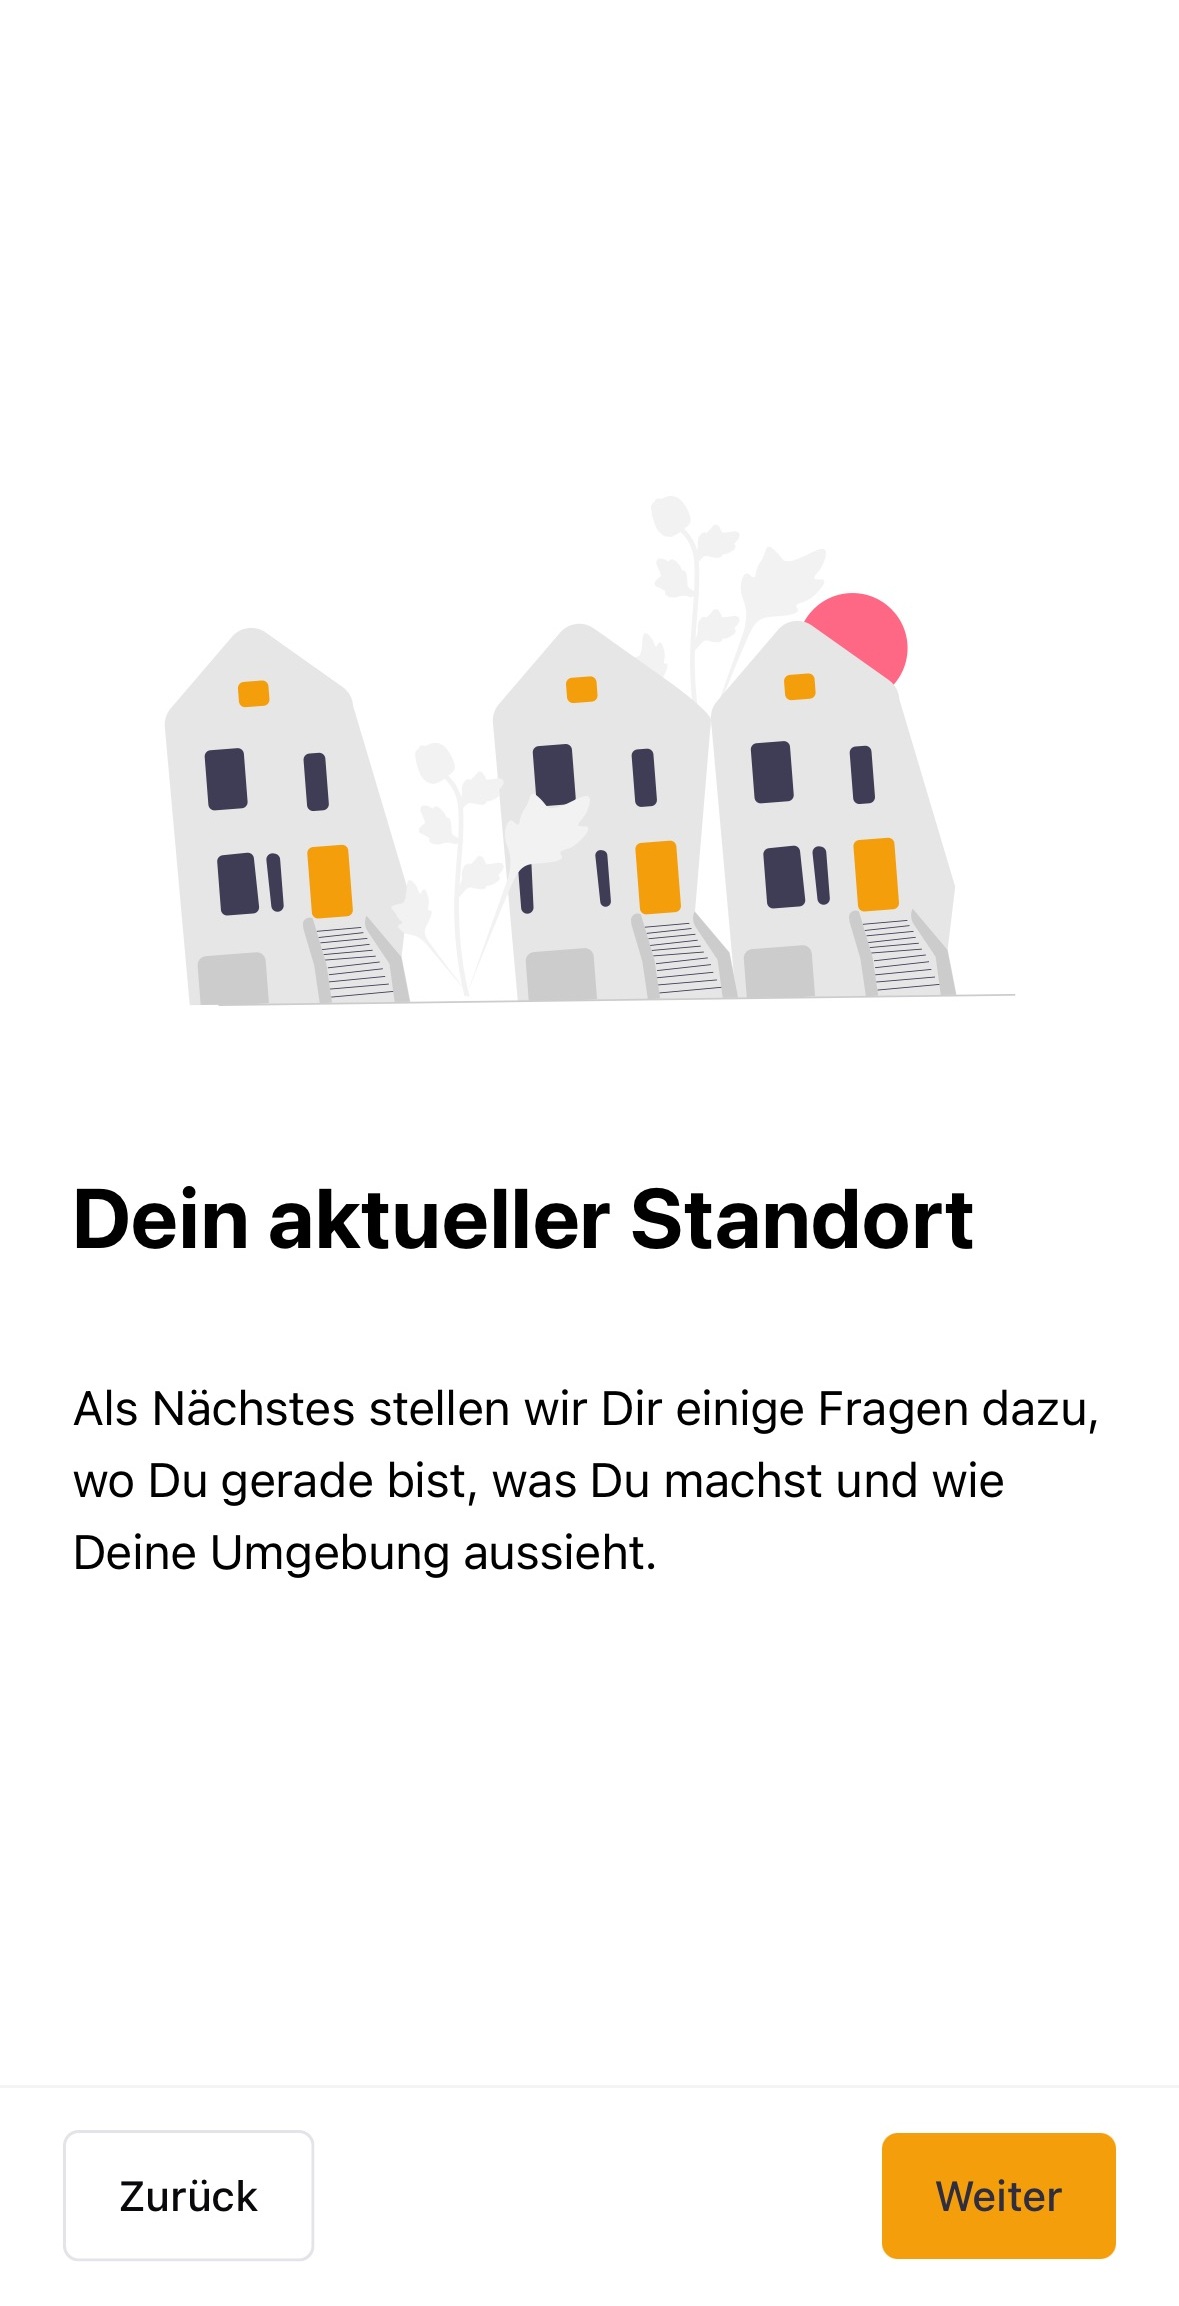 Dein aktueller Standort
Als Nächstes stellen wir Dir einige Fragen dazu,
wo Du gerade bist, was Du machst und wie
Deine Umgebung aussieht.
Zurück
Weiter